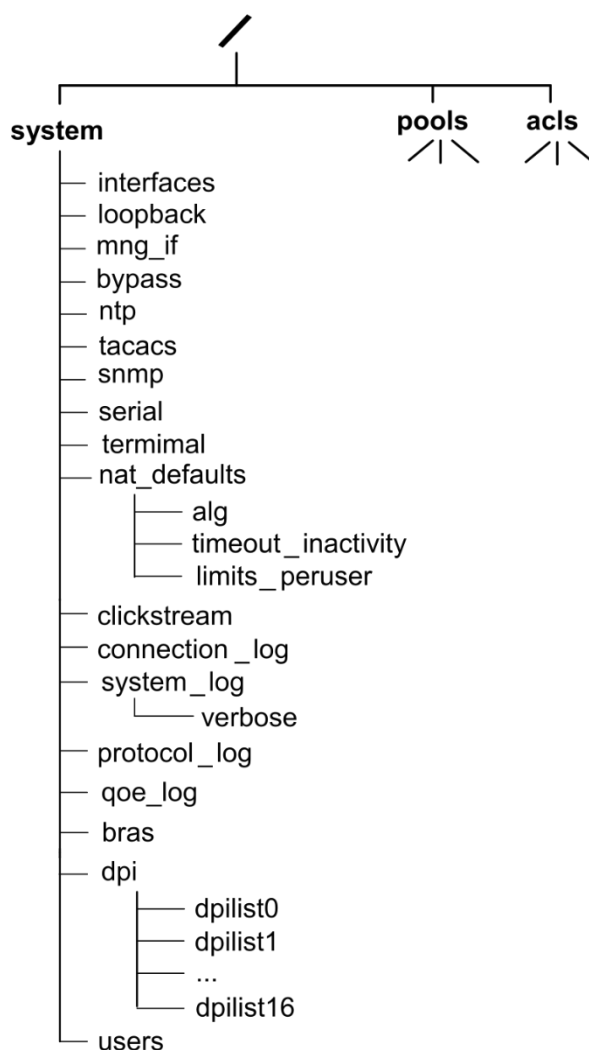 /
system
pools
acls
interfaces
loopback
mng_if
bypass
ntp
tacacs
snmp
serial
termimal
nat_defaults
alg
timeout_inactivity
limits_peruser
clickstream
connection_log
system_log
verbose
protocol_log
qoe_log
bras
dpi
dpilist0
dpilist1
...
dpilist16
users